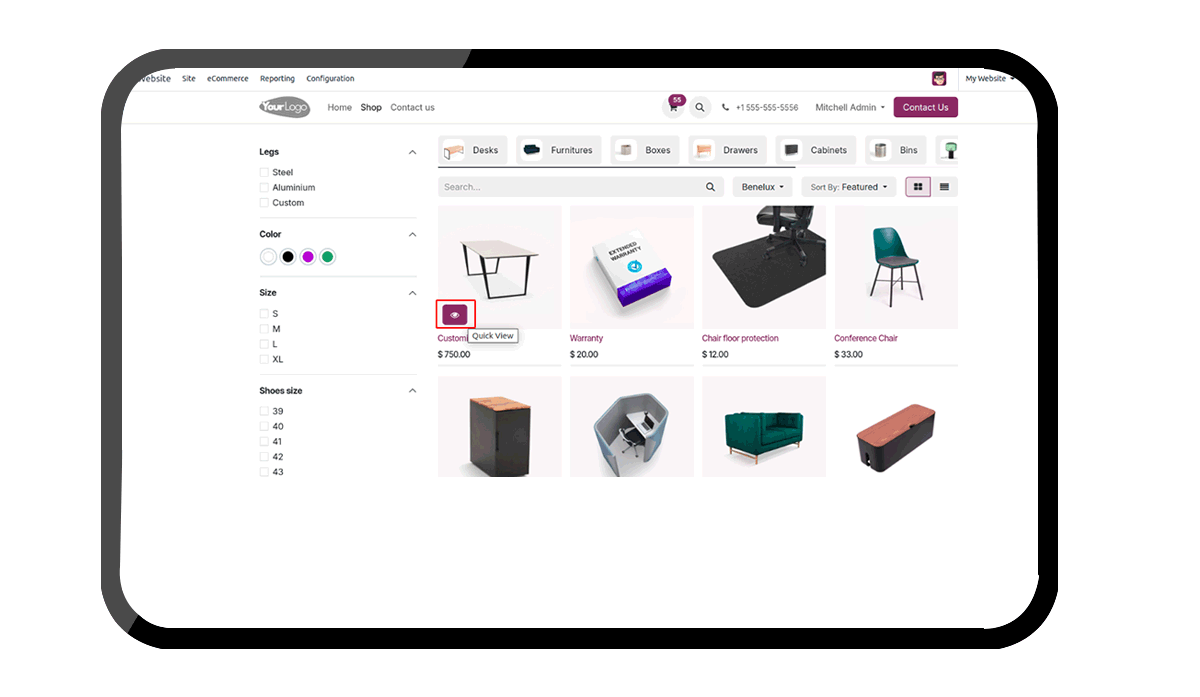 Website Site eCommerce Reporting Configuration My Website
YourLogo Home Shop Contact us 55 +1 555-555-5556 Mitchell Admin Contact Us
Legs
Steel
Aluminium
Custom
Color
Size
S
M
L
XL
Shoes size
39
40
41
42
43
Desks Furnitures Boxes Drawers Cabinets Bins
Search... Benelux Sort By: Featured
EXTENDED
WARRANTY
Quick View
Customi Warranty Chair floor protection Conference Chair
$ 750.00 $ 20.00 $ 12.00 $ 33.00